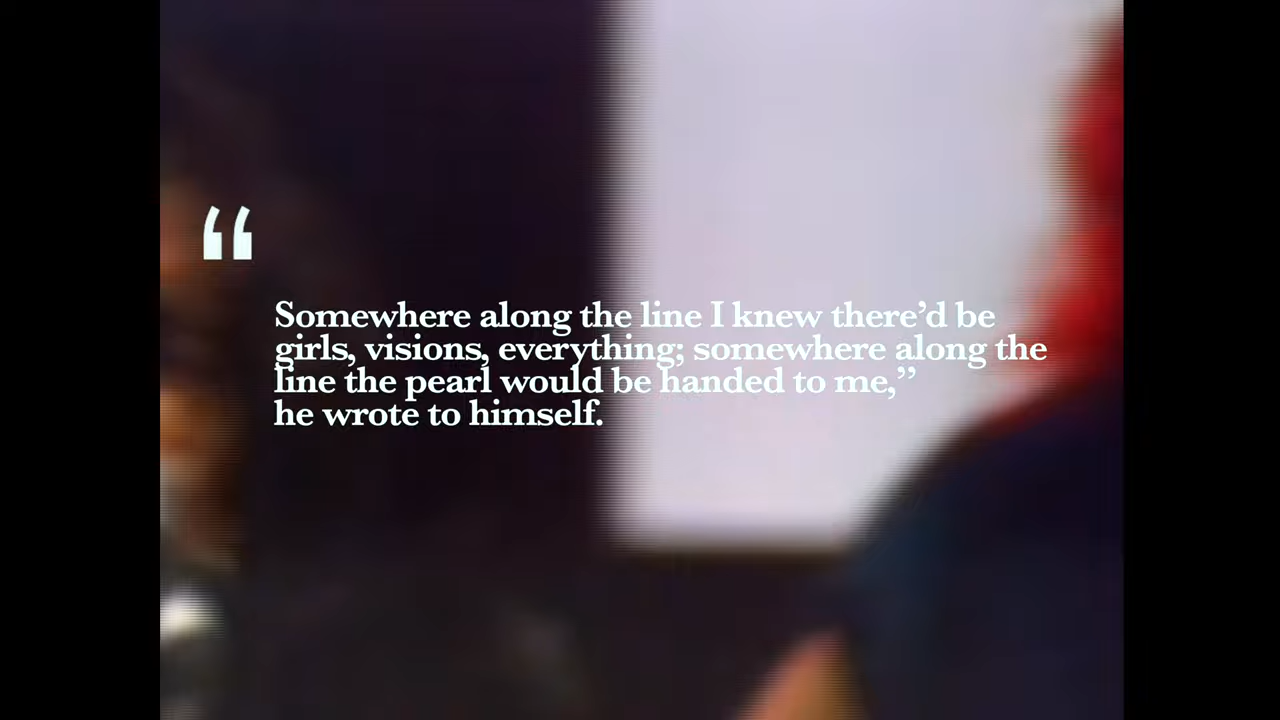 “
Somewhere along the line I knew there’d be
girls, visions, everything; somewhere along the
line the pearl would be handed to me,”
he wrote to himself.